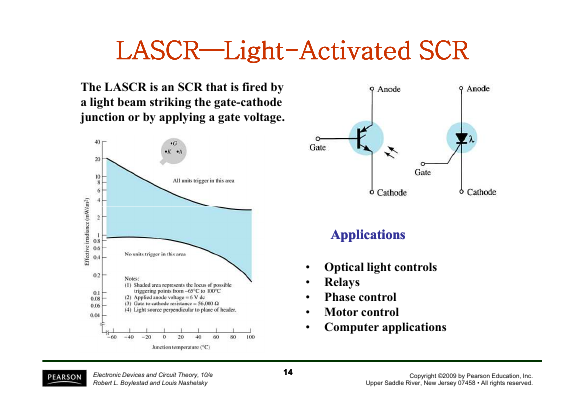 LASCR—Light-Activated SCR
The LASCR is an SCR that is fired by
a light beam striking the gate-cathode
junction or by applying a gate voltage.
Anode
Gate
Cathode
Anode
λ
Gate
Cathode
•G
•K •A
All units trigger in this area
No units trigger in this area
Effective irradiance (mW/m²)
40
20
10
8
6
4
2
1
0.8
0.6
0.4
0.2
0.1
0.08
0.06
0.04
0
Notes:
(1) Shaded area represents the locus of possible
triggering points from –65°C to 100°C
(2) Applied anode voltage = 6 V dc
(3) Gate to cathode resistance = 56,000 Ω
(4) Light source perpendicular to plane of header.
–60 –40 –20 0 20 40 60 80 100
Junction temperature (°C)
Applications
• Optical light controls
• Relays
• Phase control
• Motor control
• Computer applications
PEARSON
Electronic Devices and Circuit Theory, 10/e
Robert L. Boylestad and Louis Nashelsky
14
Copyright ©2009 by Pearson Education, Inc.
Upper Saddle River, New Jersey 07458 • All rights reserved.